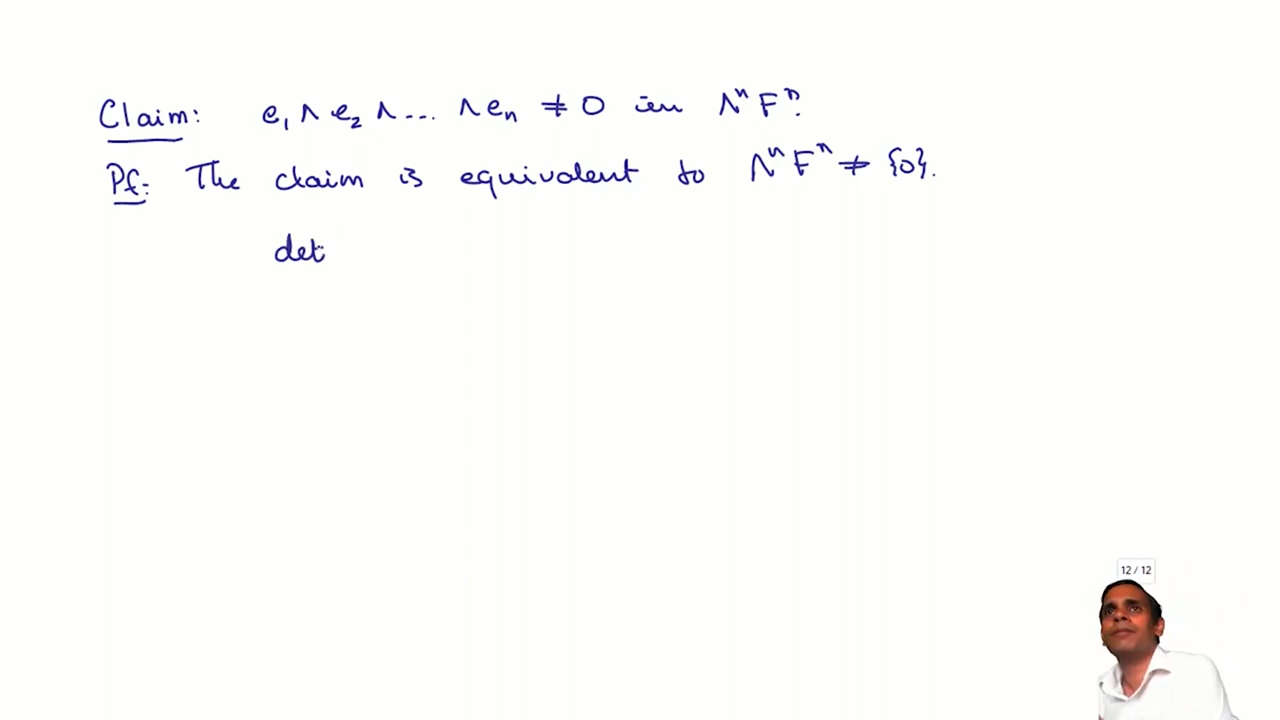 Claim: e₁ ∧ e₂ ∧ ... ∧ eₙ ≠ 0 in ΛⁿFⁿ?
Pf: The claim is equivalent to ΛⁿFⁿ ≠ {0}.
det
12 / 12